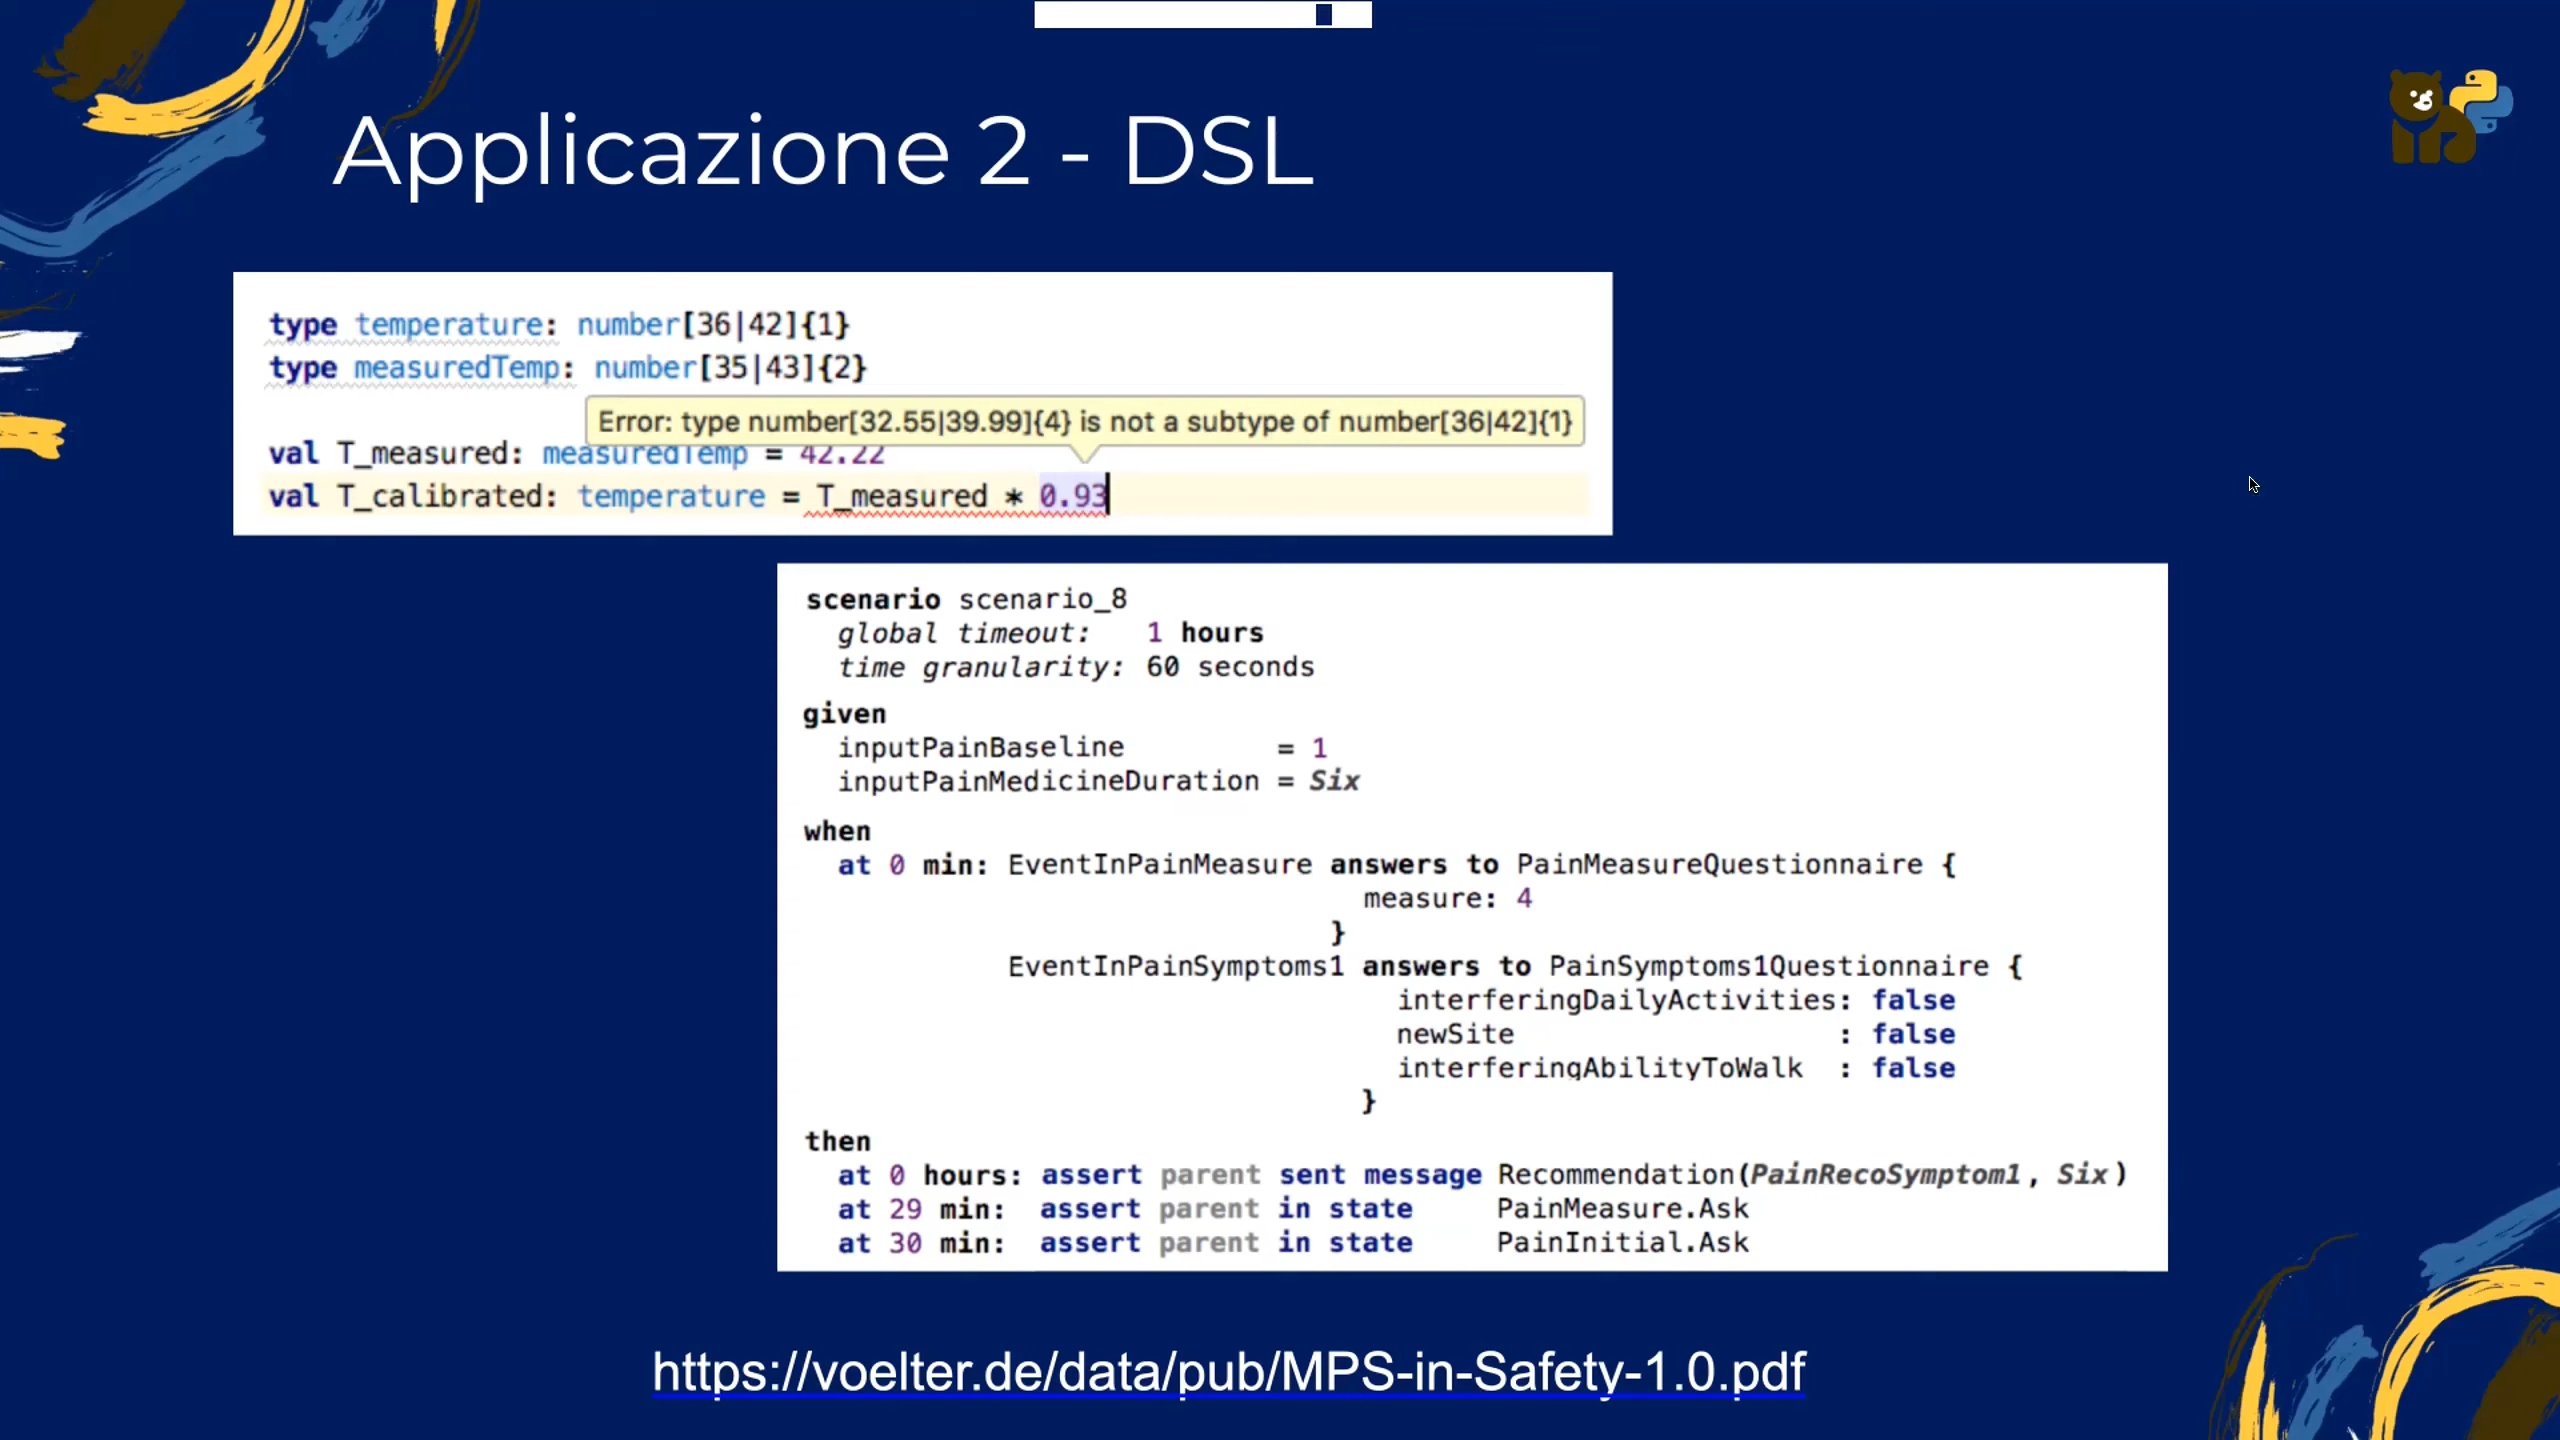 Applicazione 2 - DSL
type temperature: number[36|42]{1}
type measuredTemp: number[35|43]{2}
Error: type number[32.55|39.99]{4} is not a subtype of number[36|42]{1}
val T_measured: measuredTemp = 42.22
val T_calibrated: temperature = T_measured * 0.93
scenario scenario_8
global timeout: 1 hours
time granularity: 60 seconds
given
inputPainBaseline = 1
inputPainMedicineDuration = Six
when
at 0 min: EventInPainMeasure answers to PainMeasureQuestionnaire {
measure: 4
}
EventInPainSymptoms1 answers to PainSymptoms1Questionnaire {
interferingDailyActivities: false
newSite : false
interferingAbilityToWalk : false
}
then
at 0 hours: assert parent sent message Recommendation(PainRecoSymptom1, Six)
at 29 min: assert parent in state PainMeasure.Ask
at 30 min: assert parent in state PainInitial.Ask
https://voelter.de/data/pub/MPS-in-Safety-1.0.pdf